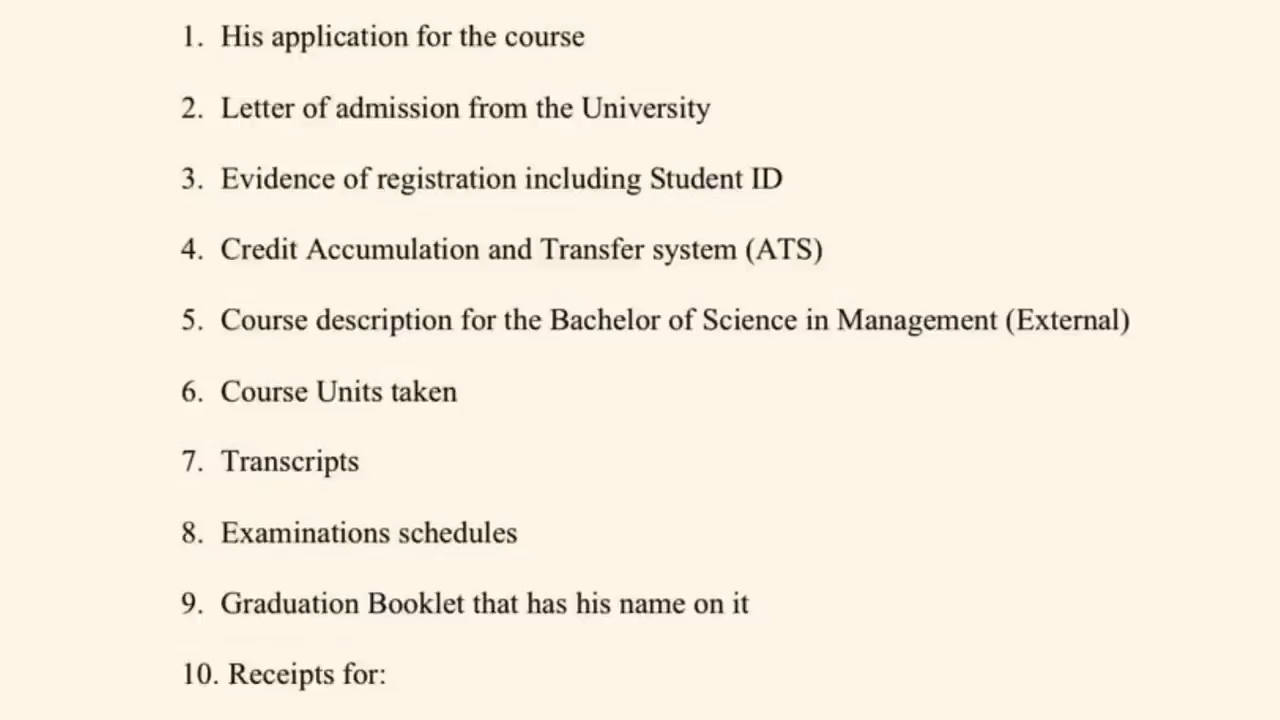 1. His application for the course
2. Letter of admission from the University
3. Evidence of registration including Student ID
4. Credit Accumulation and Transfer system (ATS)
5. Course description for the Bachelor of Science in Management (External)
6. Course Units taken
7. Transcripts
8. Examinations schedules
9. Graduation Booklet that has his name on it
10. Receipts for: